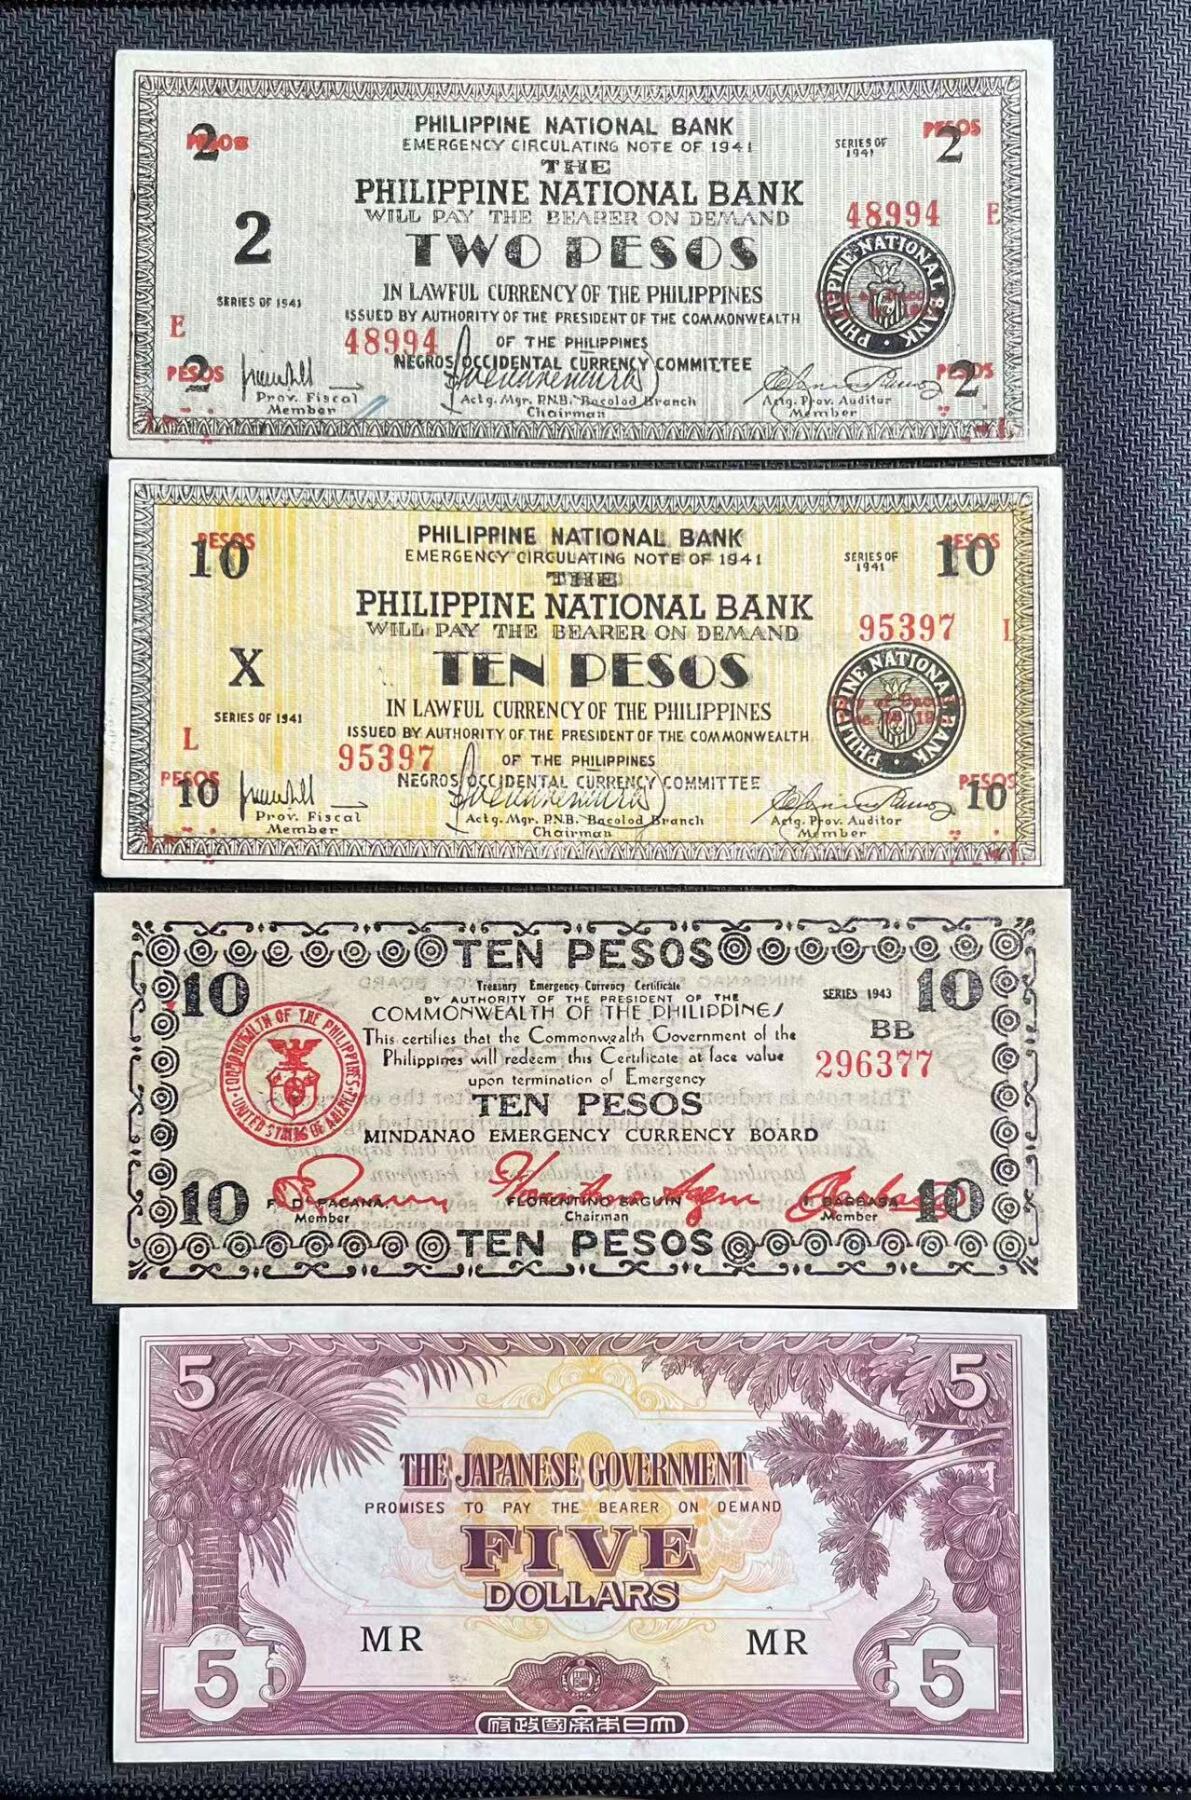 PESOS
2
PHILIPPINE NATIONAL BANK
EMERGENCY CIRCULATING NOTE OF 1941
SERIES OF
1941
PESOS
2
THE
PHILIPPINE NATIONAL BANK
WILL PAY THE BEARER ON DEMAND
48994 E
2
TWO PESOS
PHILIPPINE NATIONAL BANK
SERIES OF 1941
IN LAWFUL CURRENCY OF THE PHILIPPINES
E
ISSUED BY AUTHORITY OF THE PRESIDENT OF THE COMMONWEALTH
48994
OF THE PHILIPPINES
NEGROS OCCIDENTAL CURRENCY COMMITTEE
PESOS
2
PESOS
2
Prov. Fiscal
Member
Actg. Mgr. P.N.B. Bacolod Branch
Chairman
Actg. Prov. Auditor
Member
PESOS
10
PHILIPPINE NATIONAL BANK
EMERGENCY CIRCULATING NOTE OF 1941
SERIES OF
1941
PESOS
10
THE
PHILIPPINE NATIONAL BANK
WILL PAY THE BEARER ON DEMAND
95397 L
X
TEN PESOS
PHILIPPINE NATIONAL BANK
SERIES OF 1941
IN LAWFUL CURRENCY OF THE PHILIPPINES
L
ISSUED BY AUTHORITY OF THE PRESIDENT OF THE COMMONWEALTH
95397
OF THE PHILIPPINES
NEGROS OCCIDENTAL CURRENCY COMMITTEE
PESOS
10
PESOS
10
Prov. Fiscal
Member
Actg. Mgr. P.N.B. Bacolod Branch
Chairman
Actg. Prov. Auditor
Member
TEN PESOS
10
10
Treasury Emergency Currency Certificate
BY AUTHORITY OF THE PRESIDENT OF THE
SERIES 1943
COMMONWEALTH OF THE PHILIPPINES
BB
COMMONWEALTH OF THE PHILIPPINES
UNITED STATES OF AMERICA
This certifies that the Commonwealth Government of the
Philippines will redeem this Certificate at face value
296377
upon termination of Emergency
TEN PESOS
MINDANAO EMERGENCY CURRENCY BOARD
10
10
F. D. PACANA,
Member
FLORENTINO SAGUIN
Chairman
I. BARBASA
Member
TEN PESOS
5
5
THE JAPANESE GOVERNMENT
PROMISES TO PAY THE BEARER ON DEMAND
FIVE
DOLLARS
MR
MR
5
5
府政國帝本日大